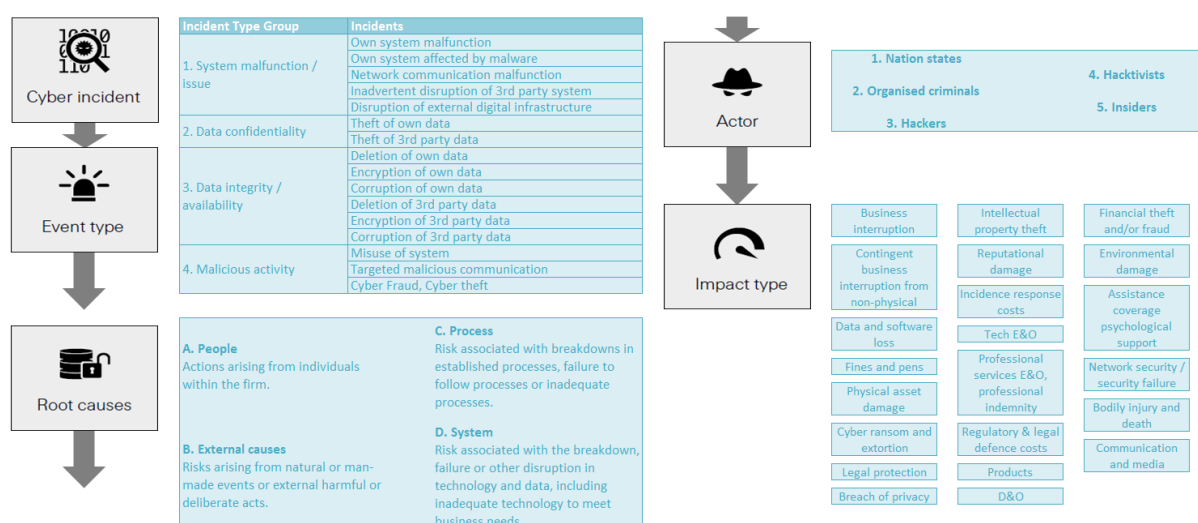 10010
0 1
110
Cyber incident
Event type
Root causes
Incident Type Group Incidents
1. System malfunction /
issue
Own system malfunction
Own system affected by malware
Network communication malfunction
Inadvertent disruption of 3rd party system
Disruption of external digital infrastructure
2. Data confidentiality
Theft of own data
Theft of 3rd party data
3. Data integrity /
availability
Deletion of own data
Encryption of own data
Corruption of own data
Deletion of 3rd party data
Encryption of 3rd party data
Corruption of 3rd party data
4. Malicious activity
Misuse of system
Targeted malicious communication
Cyber Fraud, Cyber theft
A. People
Actions arising from individuals
within the firm.
B. External causes
Risks arising from natural or man-
made events or external harmful or
deliberate acts.
C. Process
Risk associated with breakdowns in
established processes, failure to
follow processes or inadequate
processes.
D. System
Risk associated with the breakdown,
failure or other disruption in
technology and data, including
inadequate technology to meet
business needs
Actor
1. Nation states
2. Organised criminals
3. Hackers
4. Hacktivists
5. Insiders
Impact type
Business
interruption
Contingent
business
interruption from
non-physical
Data and software
loss
Fines and pens
Physical asset
damage
Cyber ransom and
extortion
Legal protection
Breach of privacy
Intellectual
property theft
Reputational
damage
Incidence response
costs
Tech E&O
Professional
services E&O,
professional
indemnity
Regulatory & legal
defence costs
Products
D&O
Financial theft
and/or fraud
Environmental
damage
Assistance
coverage
psychological
support
Network security /
security failure
Bodily injury and
death
Communication
and media